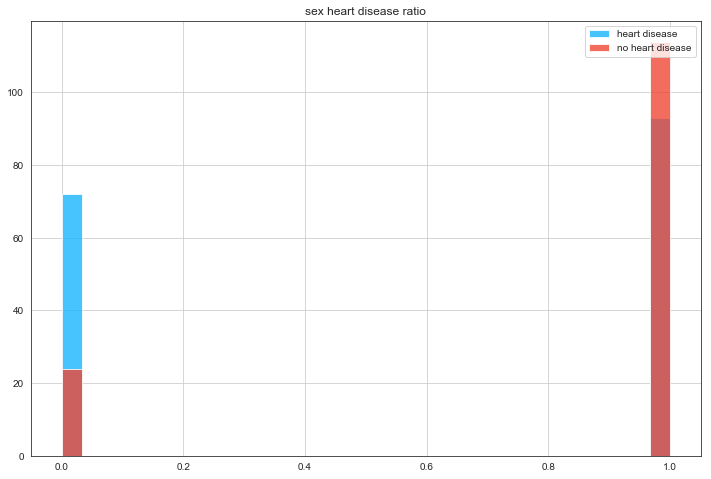 sex heart disease ratio
heart disease
no heart disease
100
80
60
40
20
0
0.0 0.2 0.4 0.6 0.8 1.0